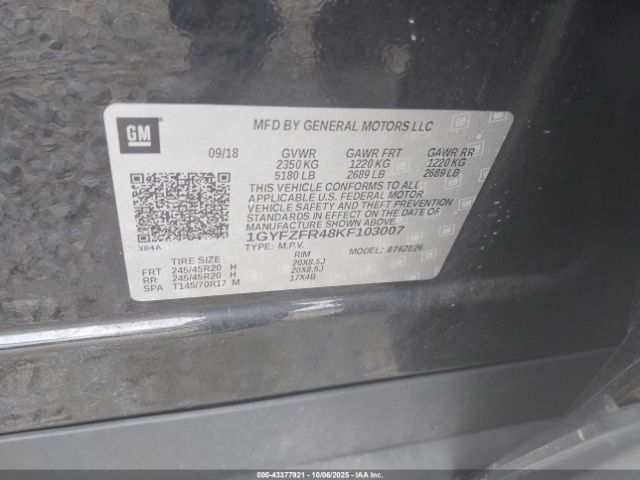 GM
MFD BY GENERAL MOTORS LLC
09/18 GVWR GAWR FRT GAWR RR
2350 KG 1220 KG 1220 KG
5180 LB 2689 LB 2689 LB
THIS VEHICLE CONFORMS TO ALL
APPLICABLE U.S. FEDERAL MOTOR
VEHICLE SAFETY AND THEFT PREVENTION
STANDARDS IN EFFECT ON THE DATE OF
MANUFACTURE SHOWN ABOVE.
1GYFZFR48KF103007
TYPE: M.P.V. MODEL: 876ZE26
304A
TIRE SIZE RIM
FRT 245/45R20 H 20X8.5J
RR 245/45R20 H 20X8.5J
SPA T145/70R17 M 17X4B
000-43377921 | 10/06/2025 | © COPYRIGHT IAA, LLC